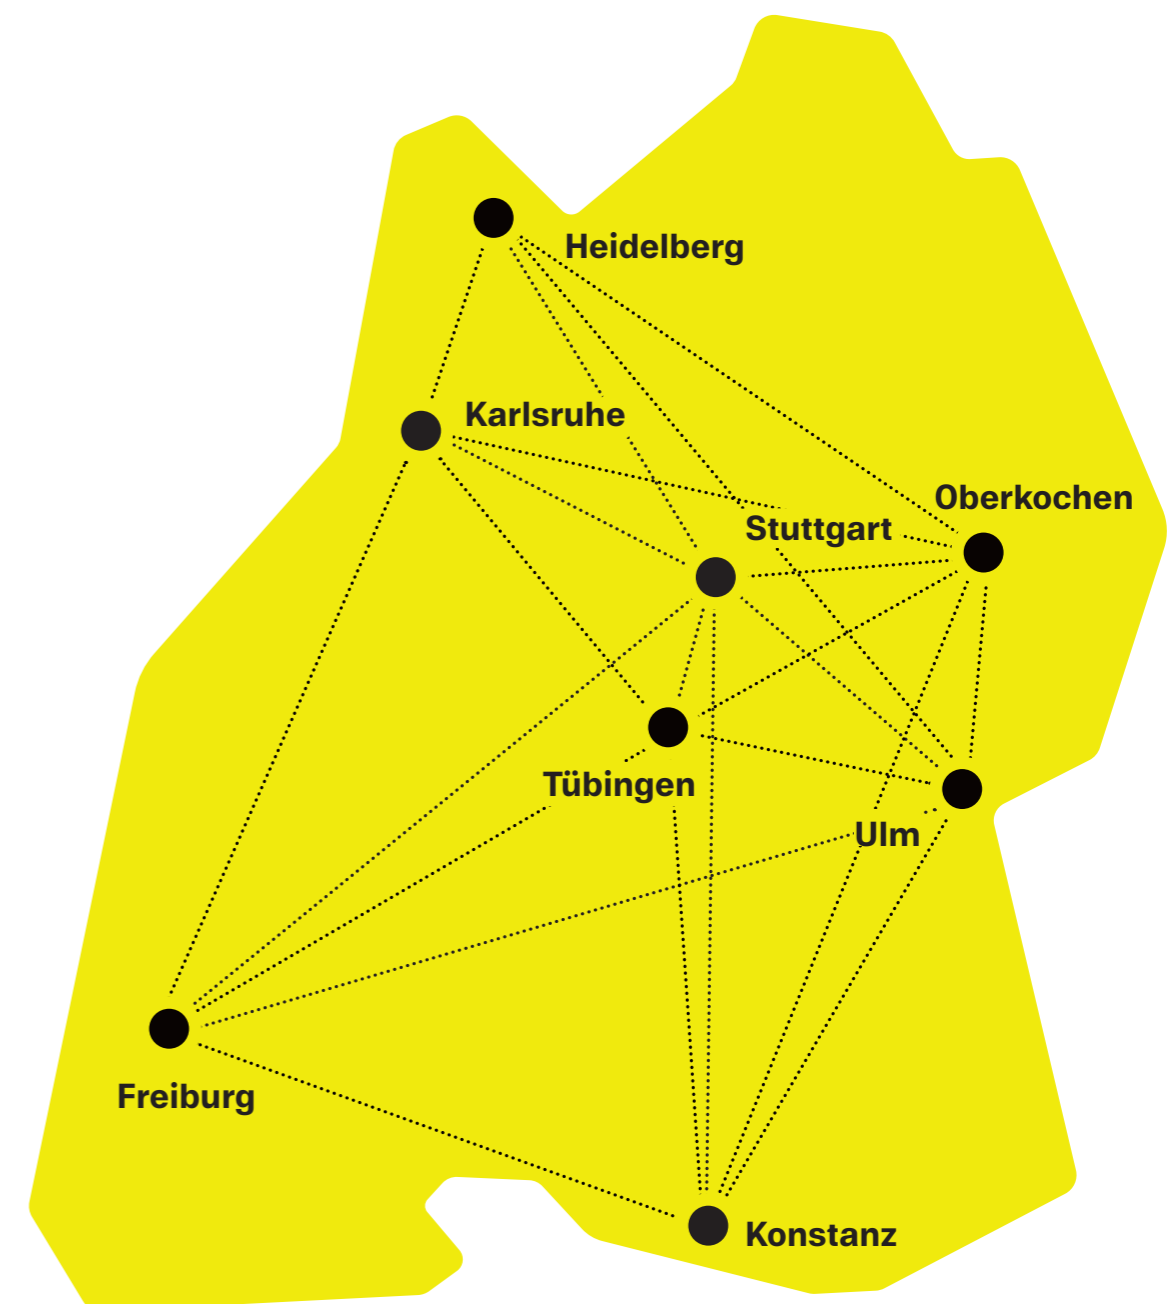 Heidelberg
Karlsruhe
Oberkochen
Stuttgart
Tübingen
Ulm
Freiburg
Konstanz